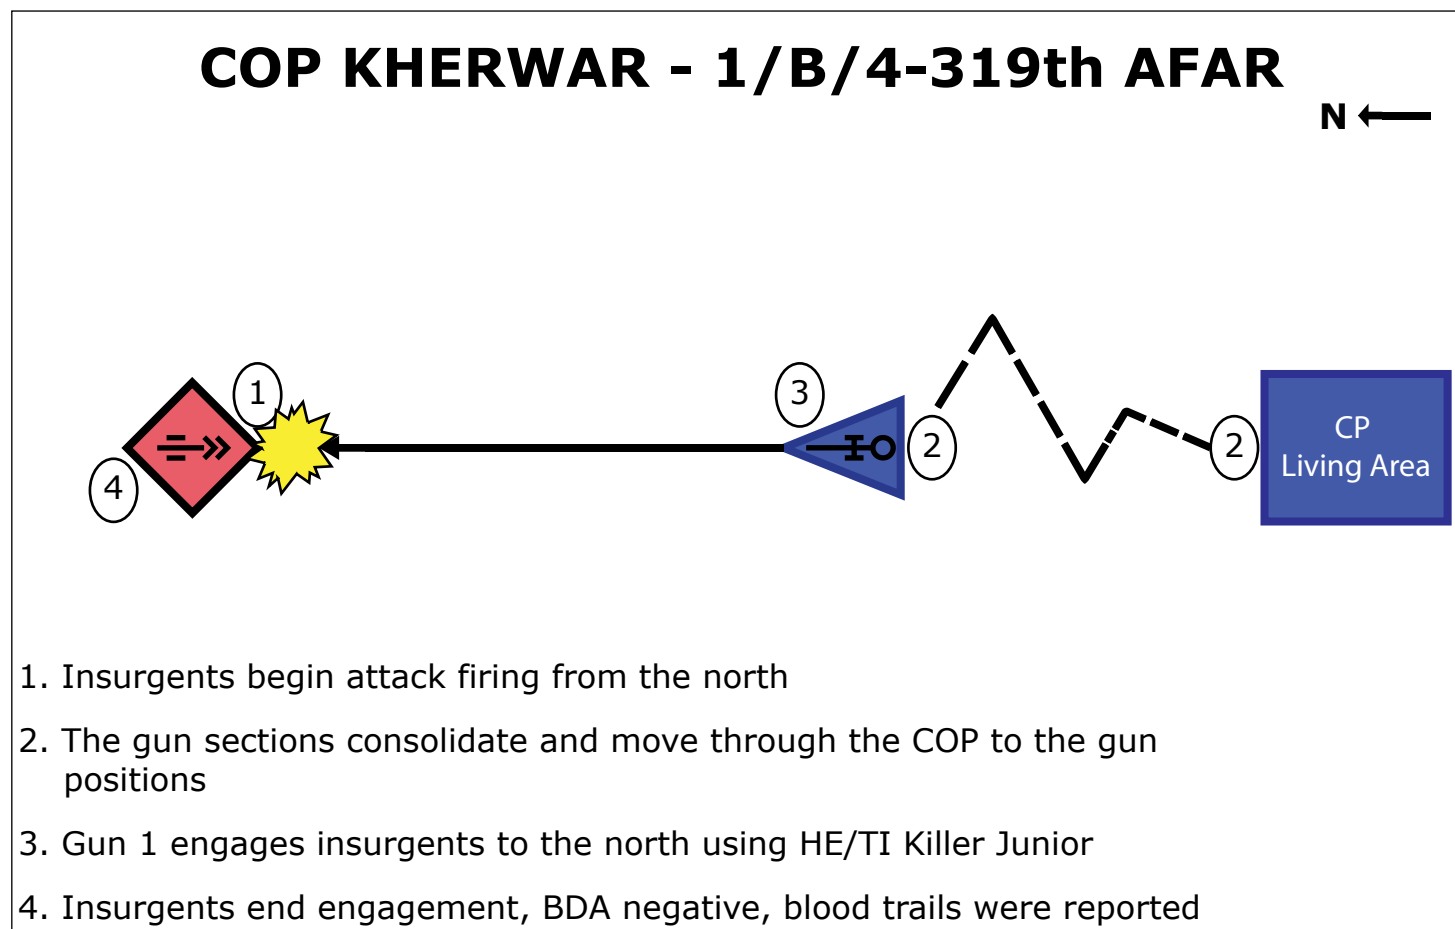 COP KHERWAR - 1/B/4-319th AFAR
N
1
3
2
2
4
CP
Living Area
1. Insurgents begin attack firing from the north
2. The gun sections consolidate and move through the COP to the gun
positions
3. Gun 1 engages insurgents to the north using HE/TI Killer Junior
4. Insurgents end engagement, BDA negative, blood trails were reported